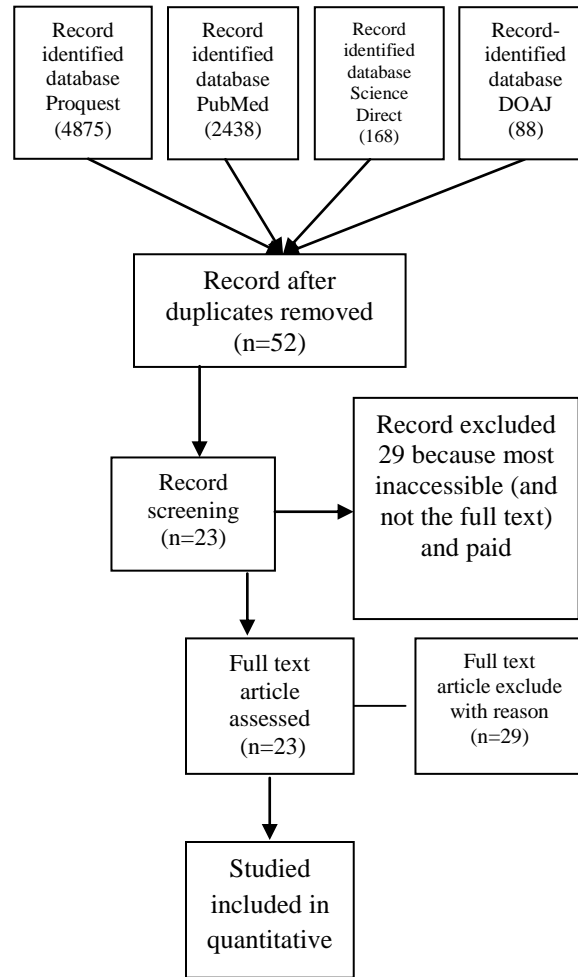 Record
identified
database
Proquest
(4875)
Record
identified
database
PubMed
(2438)
Record
identified
database
Science
Direct
(168)
Record-
identified
database
DOAJ
(88)
Record after
duplicates removed
(n=52)
Record
screening
(n=23)
Record excluded
29 because most
inaccessible (and
not the full text)
and paid
Full text
article
assessed
(n=23)
Full text
article exclude
with reason
(n=29)
Studied
included in
quantitative